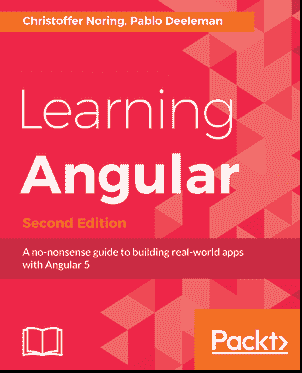 Christoffer Noring, Pablo Deeleman
Learning
Angular
Second Edition
A no-nonsense guide to building real-world apps
with Angular 5
Packt>